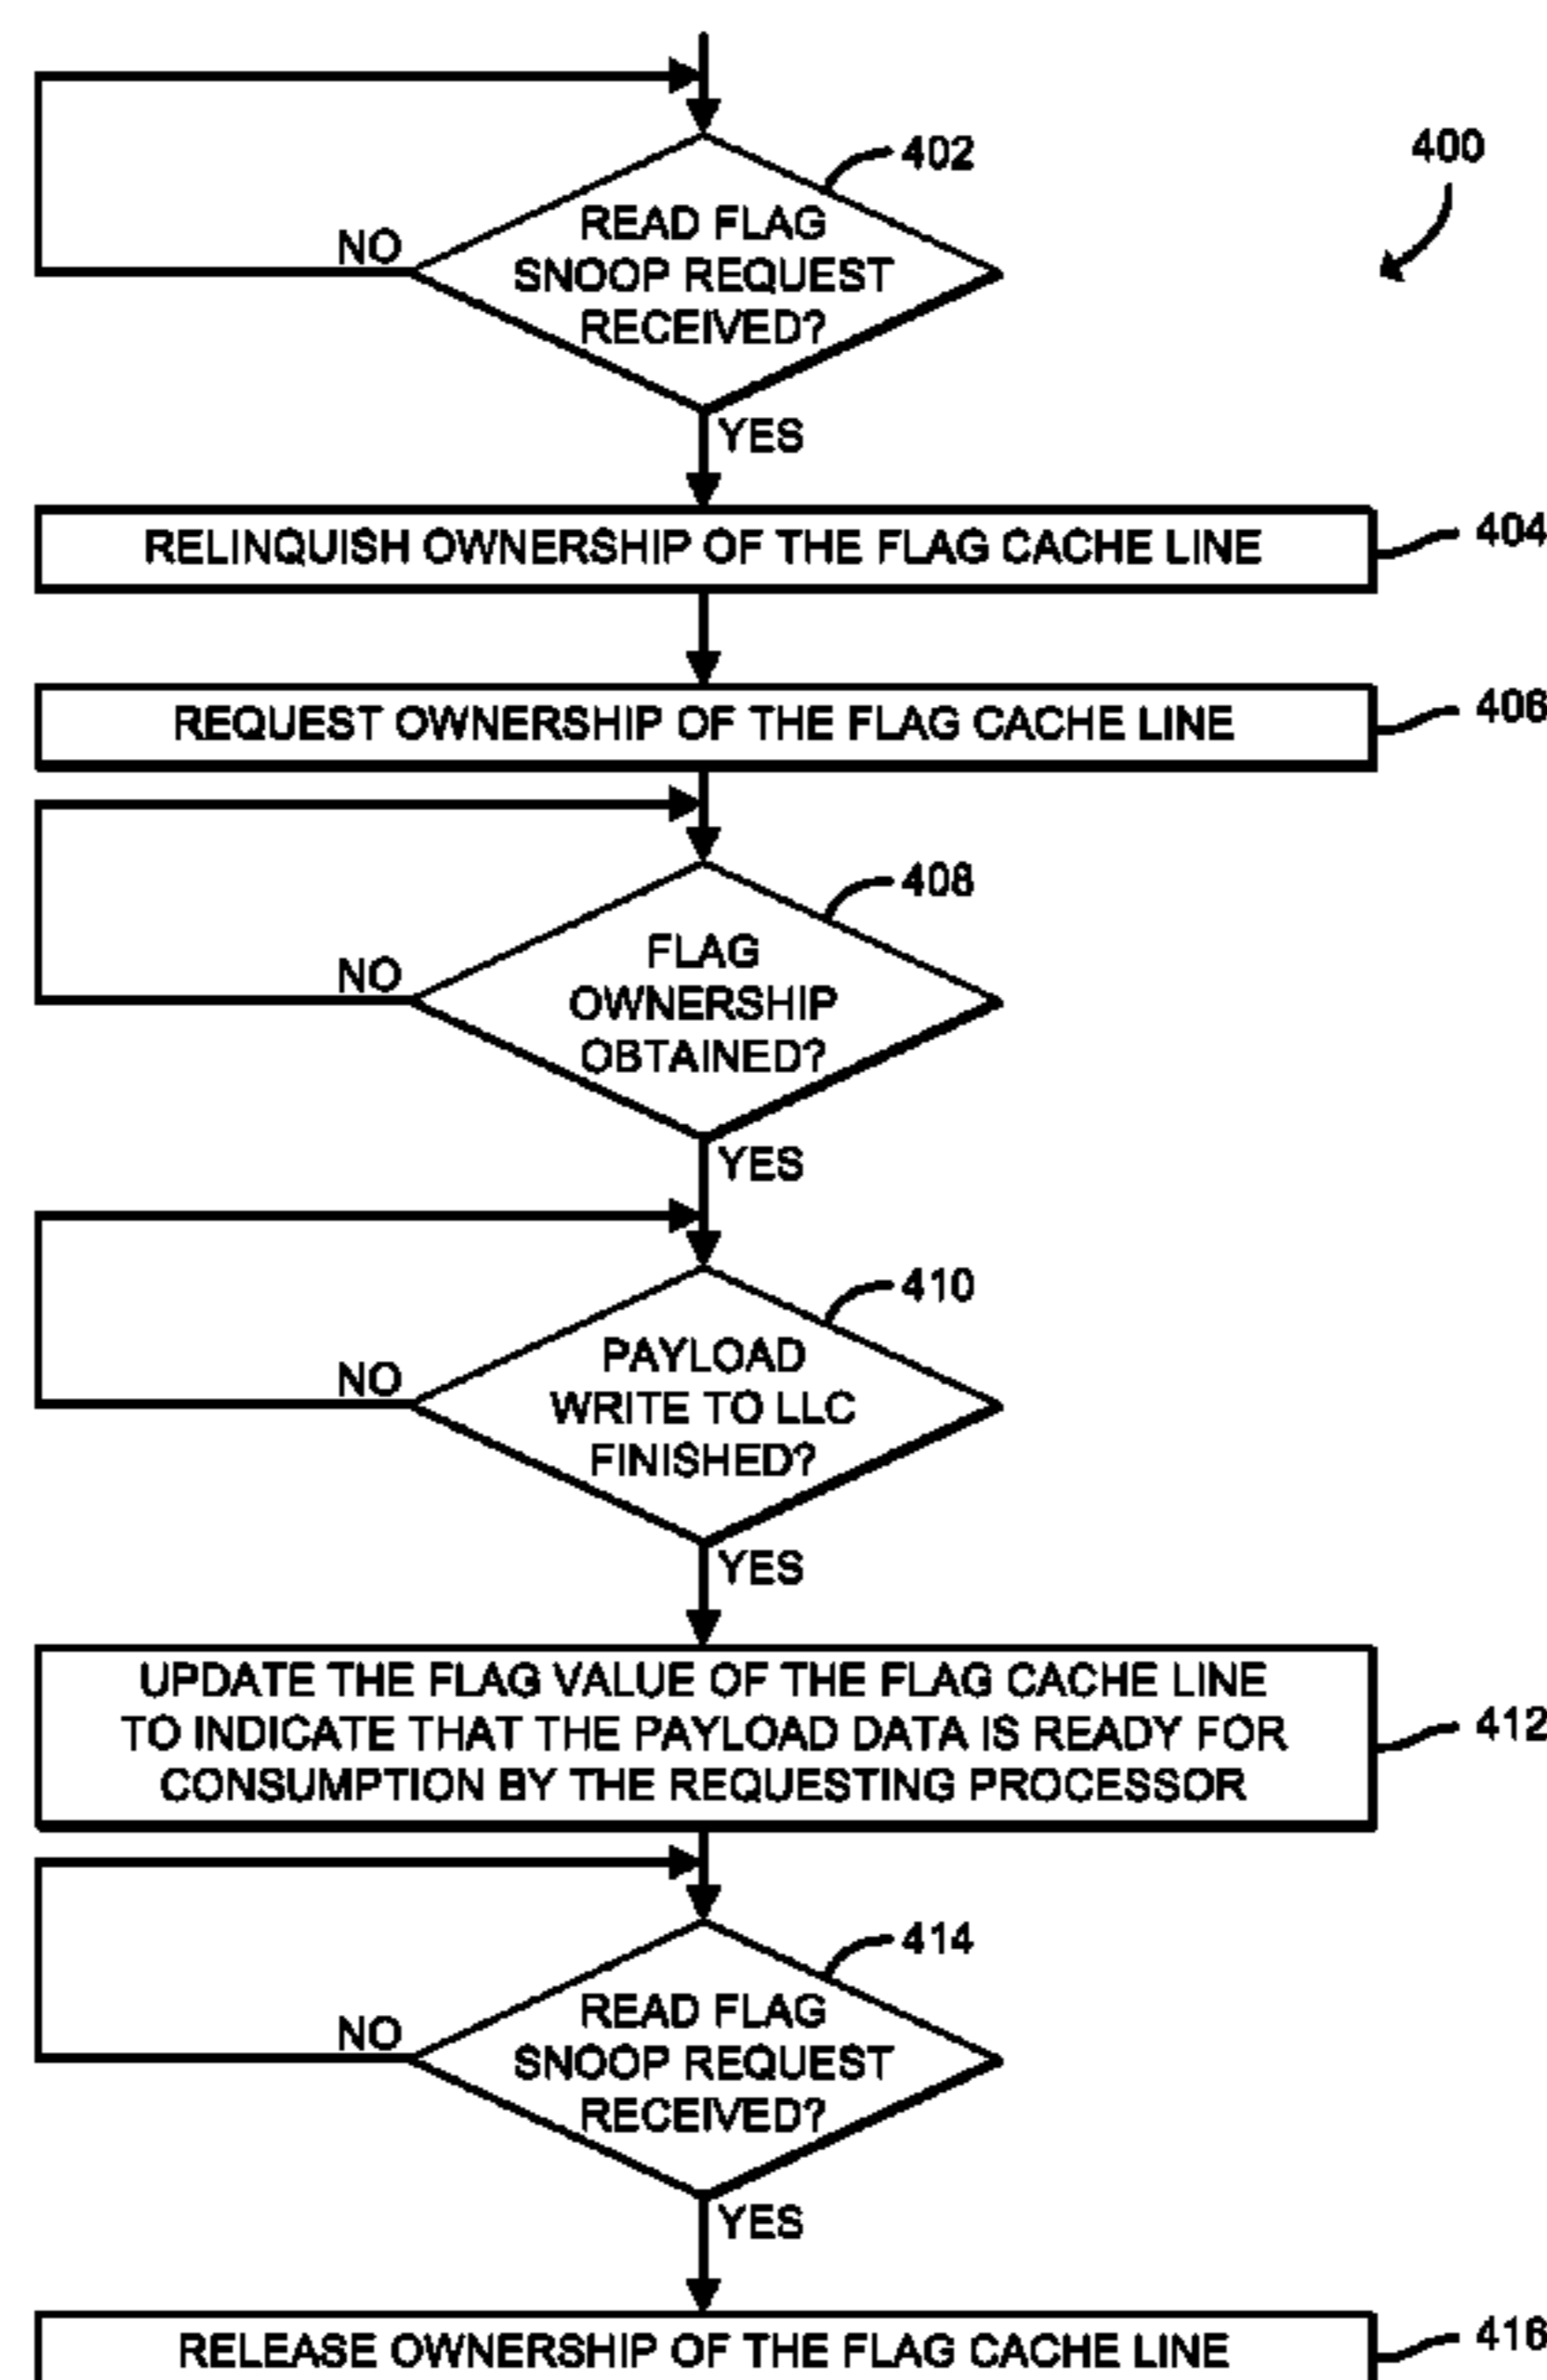 402
400
READ FLAG
SNOOP REQUEST
RECEIVED?
NO
YES
RELINQUISH OWNERSHIP OF THE FLAG CACHE LINE
404
REQUEST OWNERSHIP OF THE FLAG CACHE LINE
406
408
FLAG
OWNERSHIP
OBTAINED?
NO
YES
410
PAYLOAD
WRITE TO LLC
FINISHED?
NO
YES
UPDATE THE FLAG VALUE OF THE FLAG CACHE LINE
TO INDICATE THAT THE PAYLOAD DATA IS READY FOR
CONSUMPTION BY THE REQUESTING PROCESSOR
412
414
READ FLAG
SNOOP REQUEST
RECEIVED?
NO
YES
RELEASE OWNERSHIP OF THE FLAG CACHE LINE
416